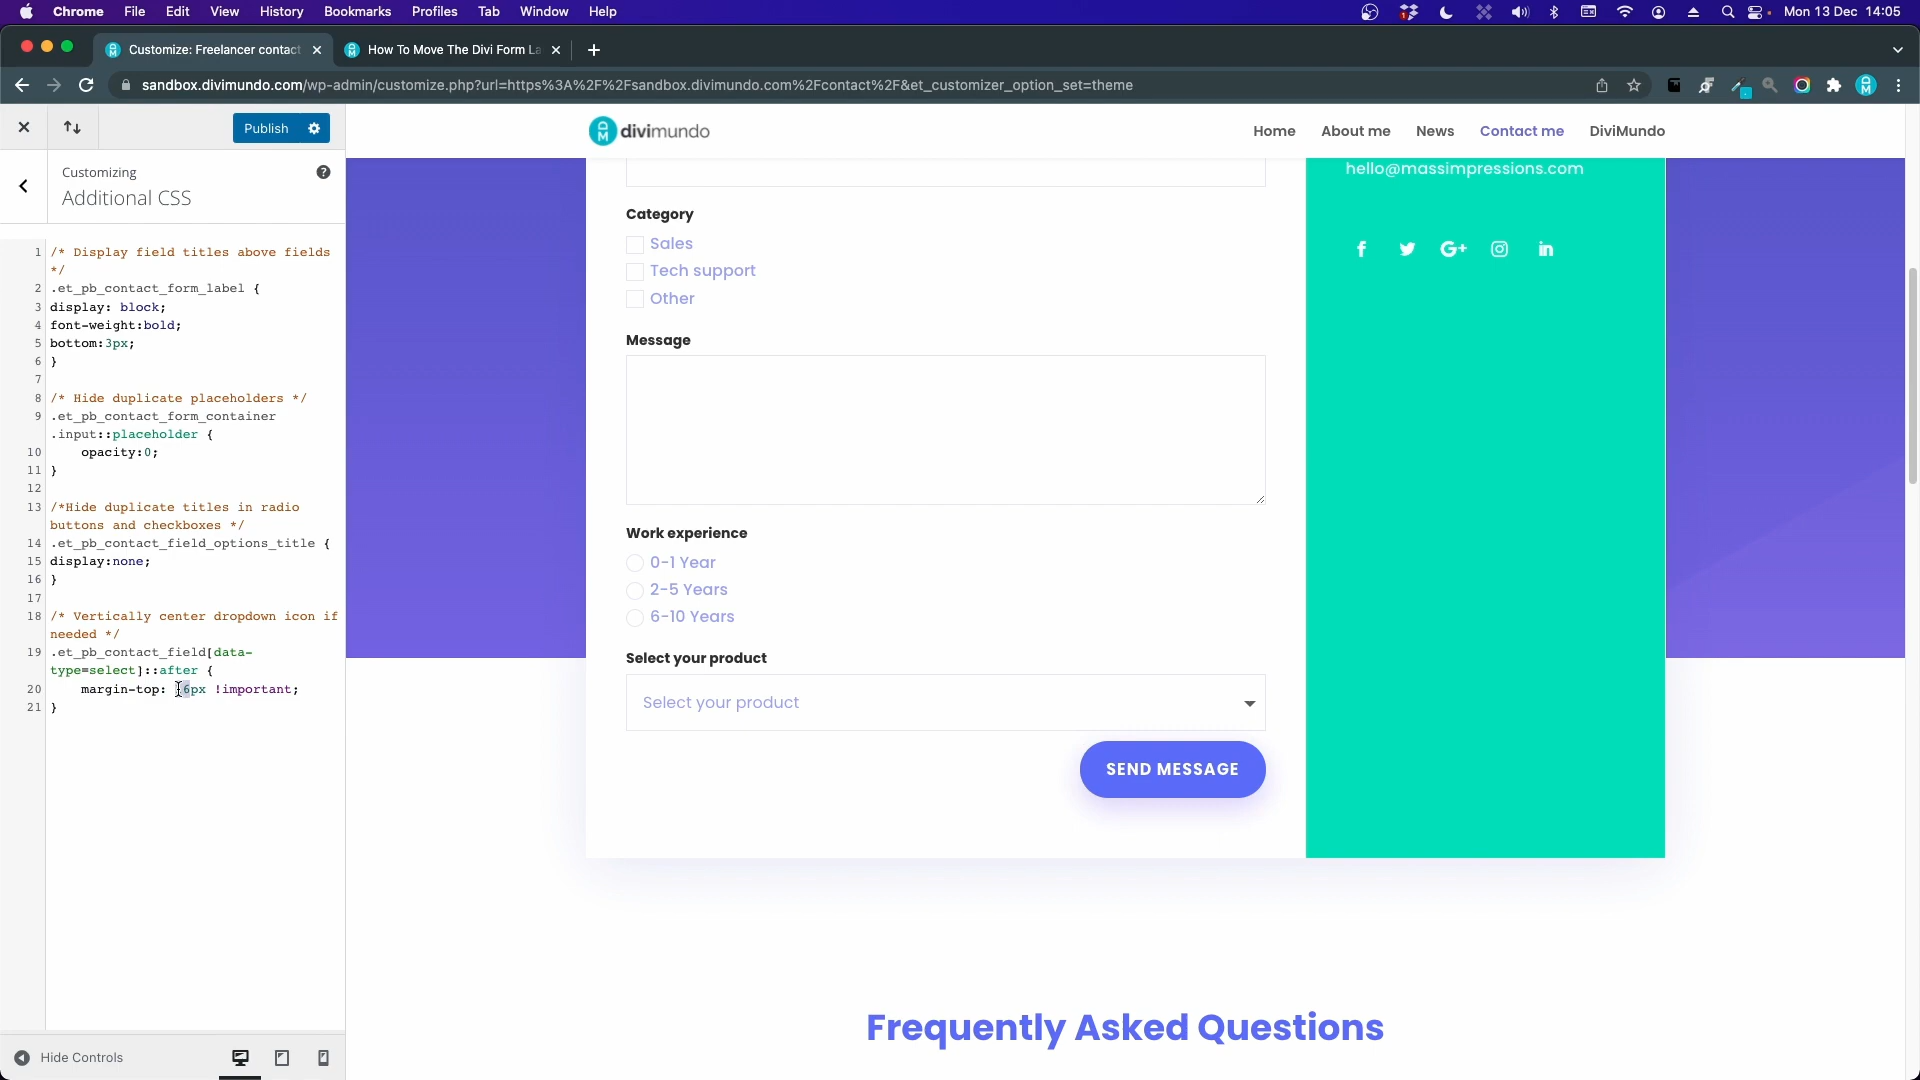 Chrome File Edit View History Bookmarks Profiles Tab Window Help
Mon 13 Dec 14:05
Customize: Freelancer contact
How To Move The Divi Form La
sandbox.divimundo.com/wp-admin/customize.php?url=https%3A%2F%2Fsandbox.divimundo.com%2Fcontact%2F&et_customizer_option_set=theme
Publish
Customizing
Additional CSS
1 /* Display field titles above fields
*/
2 .et_pb_contact_form_label {
3 display: block;
4 font-weight:bold;
5 bottom:3px;
6 }
7
8 /* Hide duplicate placeholders */
9 .et_pb_contact_form_container
.input::placeholder {
10 opacity:0;
11 }
12
13 /*Hide duplicate titles in radio
buttons and checkboxes */
14 .et_pb_contact_field_options_title {
15 display:none;
16 }
17
18 /* Vertically center dropdown icon if
needed */
19 .et_pb_contact_field[data-
type=select]::after {
20 margin-top: 6px !important;
21 }
Hide Controls
divimundo
Home About me News Contact me DiviMundo
hello@massimpressions.com
Category
Sales
Tech support
Other
Message
Work experience
0-1 Year
2-5 Years
6-10 Years
Select your product
Select your product
SEND MESSAGE
Frequently Asked Questions